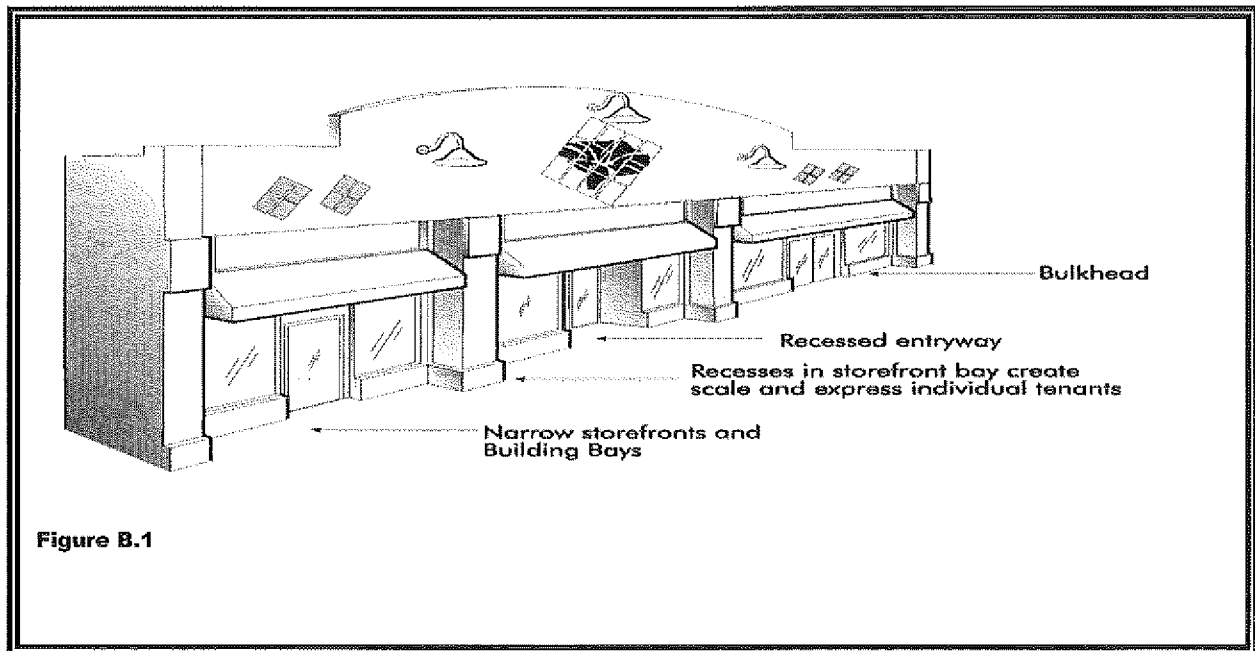 Bulkhead
Recessed entryway
Recesses in storefront bay create
scale and express individual tenants
Narrow storefronts and
Building Bays
Figure B.1